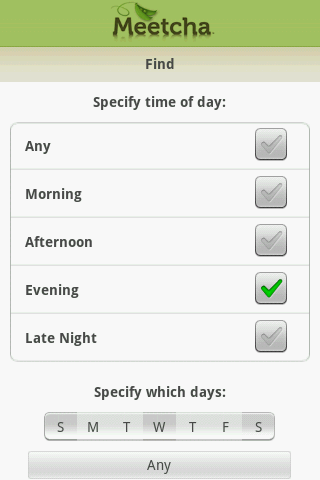 Meetcha
Find
Specify time of day:
Any
Morning
Afternoon
Evening
Late Night
Specify which days:
S M T W T F S
Any